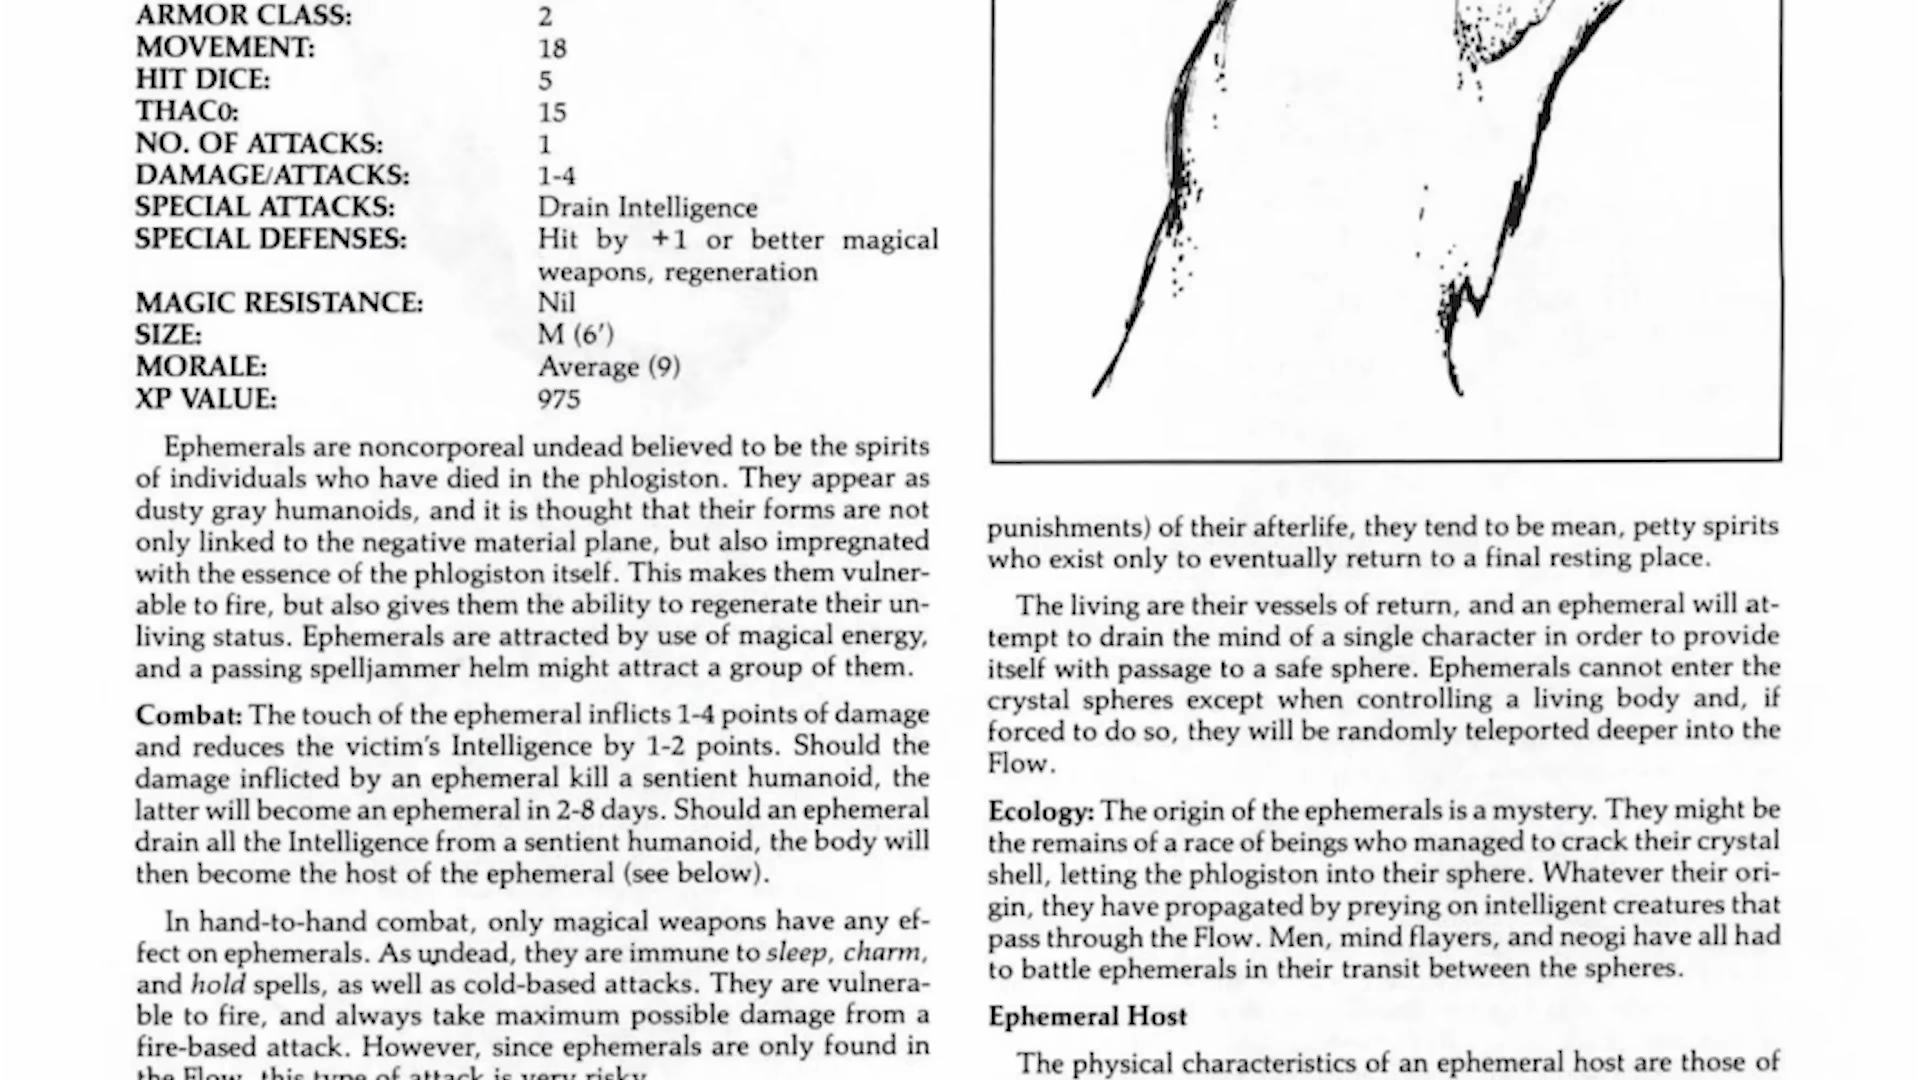 ARMOR CLASS: 2
MOVEMENT: 18
HIT DICE: 5
THAC0: 15
NO. OF ATTACKS: 1
DAMAGE/ATTACKS: 1-4
SPECIAL ATTACKS: Drain Intelligence
SPECIAL DEFENSES: Hit by +1 or better magical
weapons, regeneration
MAGIC RESISTANCE: Nil
SIZE: M (6')
MORALE: Average (9)
XP VALUE: 975
Ephemerals are noncorporeal undead believed to be the spirits
of individuals who have died in the phlogiston. They appear as
dusty gray humanoids, and it is thought that their forms are not
only linked to the negative material plane, but also impregnated
with the essence of the phlogiston itself. This makes them vulner-
able to fire, but also gives them the ability to regenerate their un-
living status. Ephemerals are attracted by use of magical energy,
and a passing spelljammer helm might attract a group of them.
Combat: The touch of the ephemeral inflicts 1-4 points of damage
and reduces the victim's Intelligence by 1-2 points. Should the
damage inflicted by an ephemeral kill a sentient humanoid, the
latter will become an ephemeral in 2-8 days. Should an ephemeral
drain all the Intelligence from a sentient humanoid, the body will
then become the host of the ephemeral (see below).
In hand-to-hand combat, only magical weapons have any ef-
fect on ephemerals. As undead, they are immune to sleep, charm,
and hold spells, as well as cold-based attacks. They are vulnera-
ble to fire, and always take maximum possible damage from a
fire-based attack. However, since ephemerals are only found in
the Flow, this type of attack is very risky.
punishments) of their afterlife, they tend to be mean, petty spirits
who exist only to eventually return to a final resting place.
The living are their vessels of return, and an ephemeral will at-
tempt to drain the mind of a single character in order to provide
itself with passage to a safe sphere. Ephemerals cannot enter the
crystal spheres except when controlling a living body and, if
forced to do so, they will be randomly teleported deeper into the
Flow.
Ecology: The origin of the ephemerals is a mystery. They might be
the remains of a race of beings who managed to crack their crystal
shell, letting the phlogiston into their sphere. Whatever their ori-
gin, they have propagated by preying on intelligent creatures that
pass through the Flow. Men, mind flayers, and neogi have all had
to battle ephemerals in their transit between the spheres.
Ephemeral Host
The physical characteristics of an ephemeral host are those of